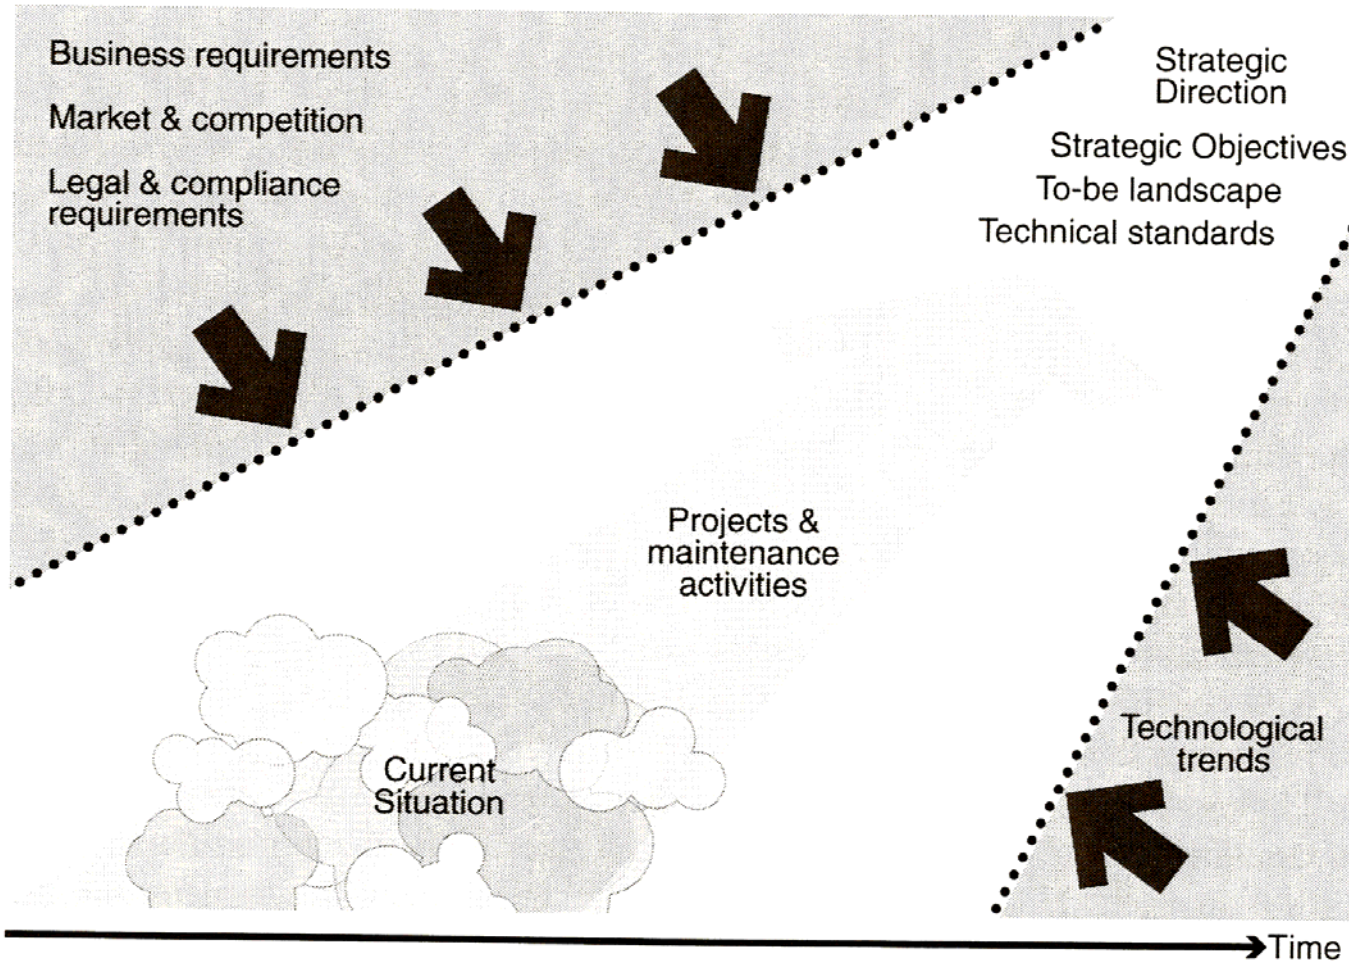 Business requirements
Market & competition
Legal & compliance
requirements
Strategic
Direction
Strategic Objectives
To-be landscape
Technical standards
Projects &
maintenance
activities
Current
Situation
Technological
trends
Time